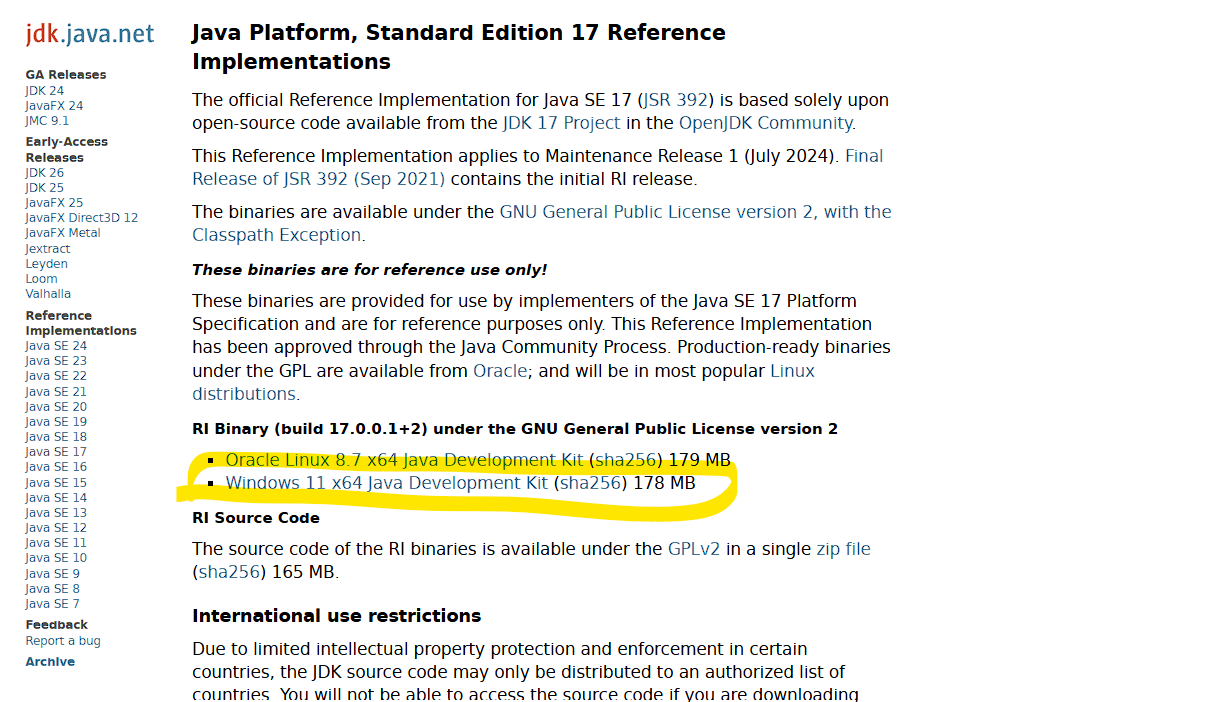 jdk.java.net
GA Releases
JDK 24
JavaFX 24
JMC 9.1
Early-Access
Releases
JDK 26
JDK 25
JavaFX 25
JavaFX Direct3D 12
JavaFX Metal
Jextract
Leyden
Loom
Valhalla
Reference
Implementations
Java SE 24
Java SE 23
Java SE 22
Java SE 21
Java SE 20
Java SE 19
Java SE 18
Java SE 17
Java SE 16
Java SE 15
Java SE 14
Java SE 13
Java SE 12
Java SE 11
Java SE 10
Java SE 9
Java SE 8
Java SE 7
Feedback
Report a bug
Archive
Java Platform, Standard Edition 17 Reference
Implementations
The official Reference Implementation for Java SE 17 (JSR 392) is based solely upon
open-source code available from the JDK 17 Project in the OpenJDK Community.
This Reference Implementation applies to Maintenance Release 1 (July 2024). Final
Release of JSR 392 (Sep 2021) contains the initial RI release.
The binaries are available under the GNU General Public License version 2, with the
Classpath Exception.
These binaries are for reference use only!
These binaries are provided for use by implementers of the Java SE 17 Platform
Specification and are for reference purposes only. This Reference Implementation
has been approved through the Java Community Process. Production-ready binaries
under the GPL are available from Oracle; and will be in most popular Linux
distributions.
RI Binary (build 17.0.0.1+2) under the GNU General Public License version 2
Oracle Linux 8.7 x64 Java Development Kit (sha256) 179 MB
Windows 11 x64 Java Development Kit (sha256) 178 MB
RI Source Code
The source code of the RI binaries is available under the GPLv2 in a single zip file
(sha256) 165 MB.
International use restrictions
Due to limited intellectual property protection and enforcement in certain
countries, the JDK source code may only be distributed to an authorized list of
countries. You will not be able to access the source code if you are downloading